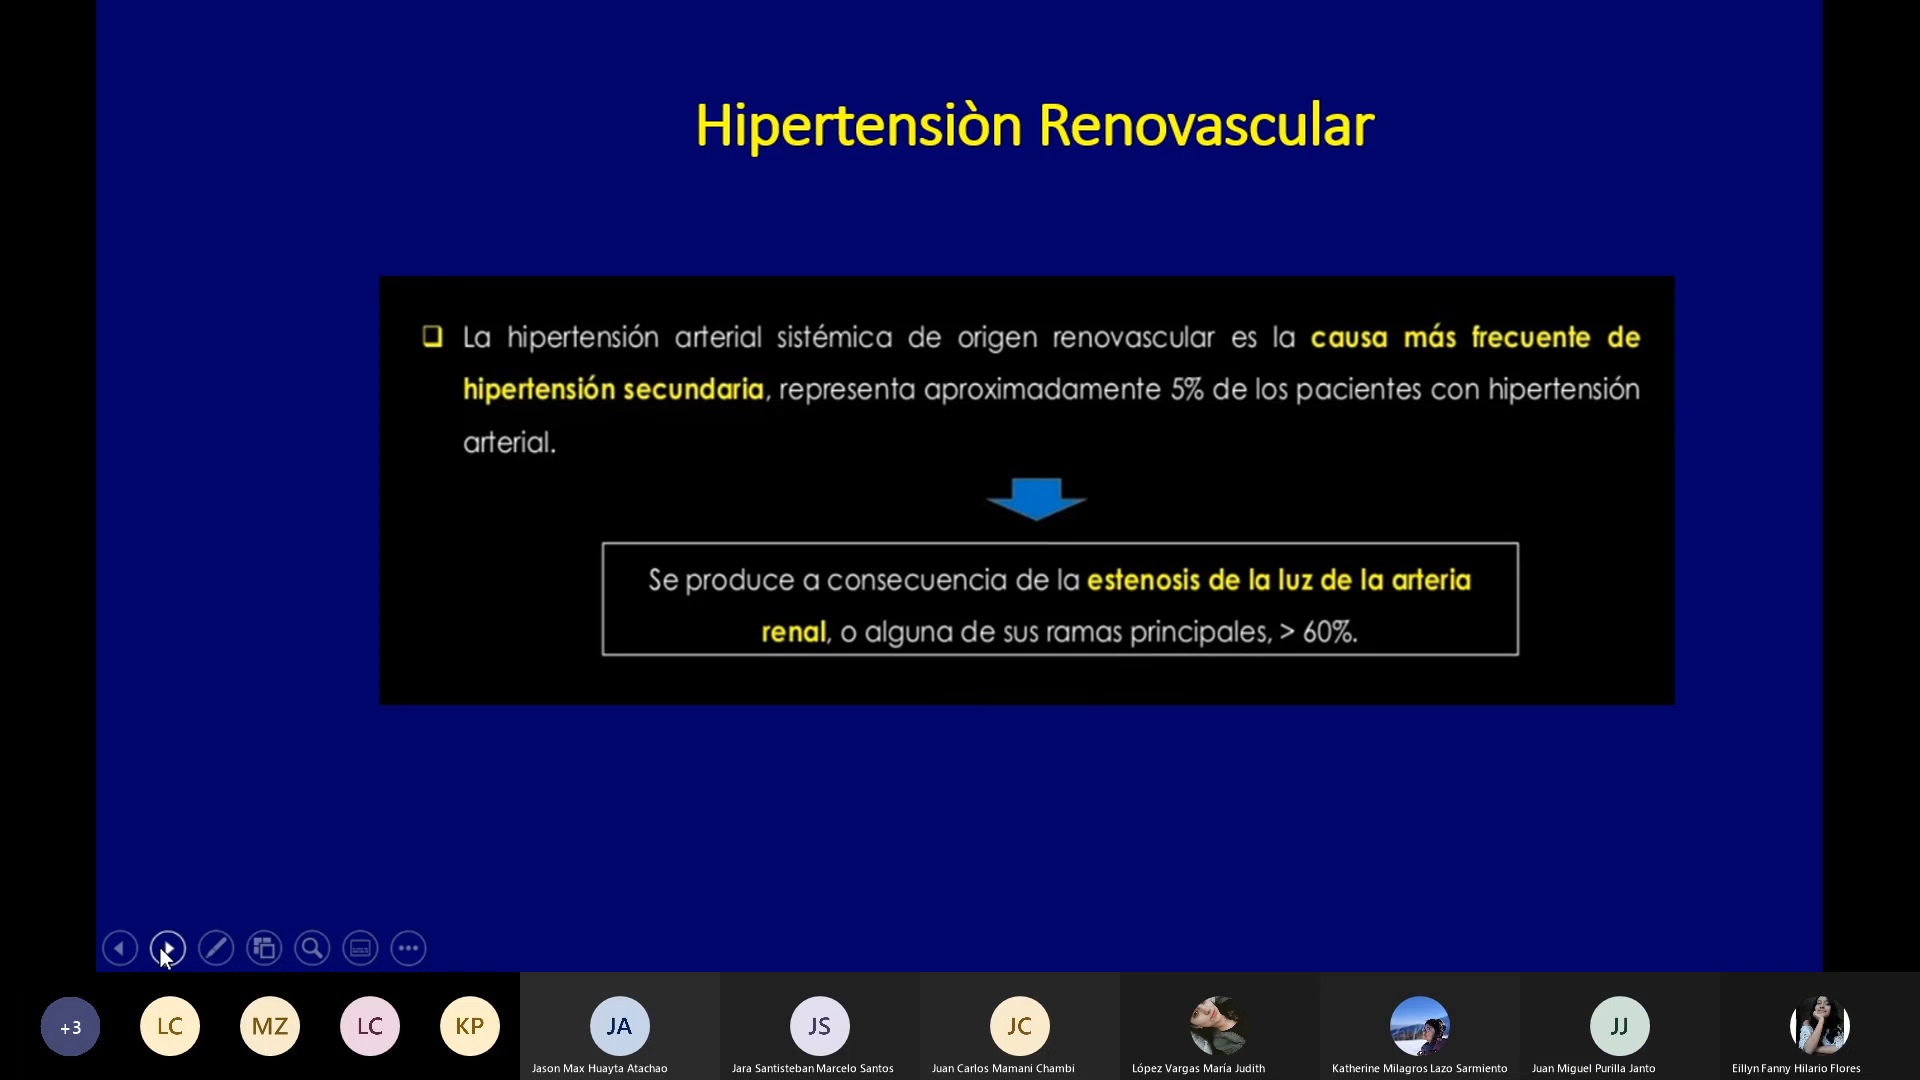 Hipertensiòn Renovascular
❑ La hipertensión arterial sistémica de origen renovascular es la causa más frecuente de
hipertensión secundaria, representa aproximadamente 5% de los pacientes con hipertensión
arterial.
Se produce a consecuencia de la estenosis de la luz de la arteria
renal, o alguna de sus ramas principales, > 60%.
+3
LC
MZ
LC
KP
JA
JS
JC
JJ
Jason Max Huayta Atachao
Jara Santisteban Marcelo Santos
Juan Carlos Mamani Chambi
López Vargas María Judith
Katherine Milagros Lazo Sarmiento
Juan Miguel Purilla Janto
Eillyn Fanny Hilario Flores